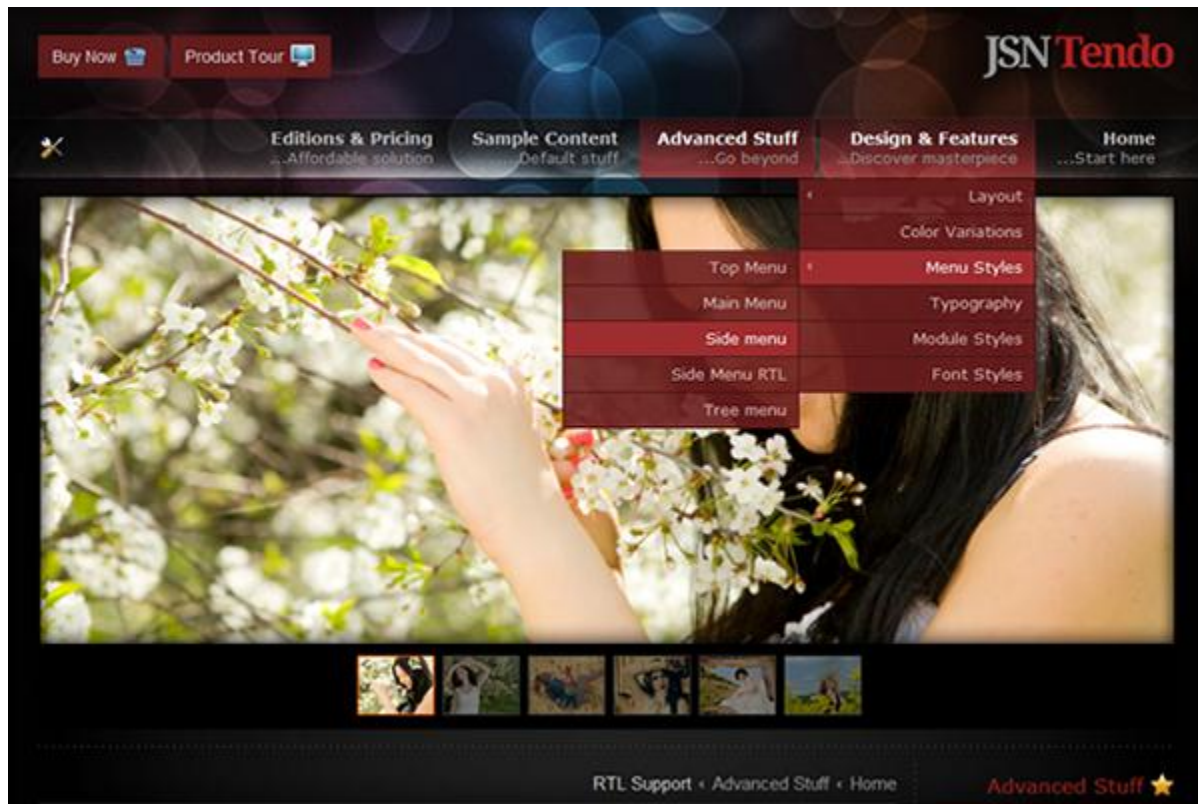 Buy Now
Product Tour
JSN Tendo
Editions & Pricing
...Affordable solution
Sample Content
...Default stuff
Advanced Stuff
...Go beyond
Design & Features
...Discover masterpiece
Home
...Start here
Layout
Color Variations
Menu Styles
Typography
Module Styles
Font Styles
Top Menu
Main Menu
Side menu
Side Menu RTL
Tree menu
RTL Support ‹ Advanced Stuff ‹ Home
Advanced Stuff